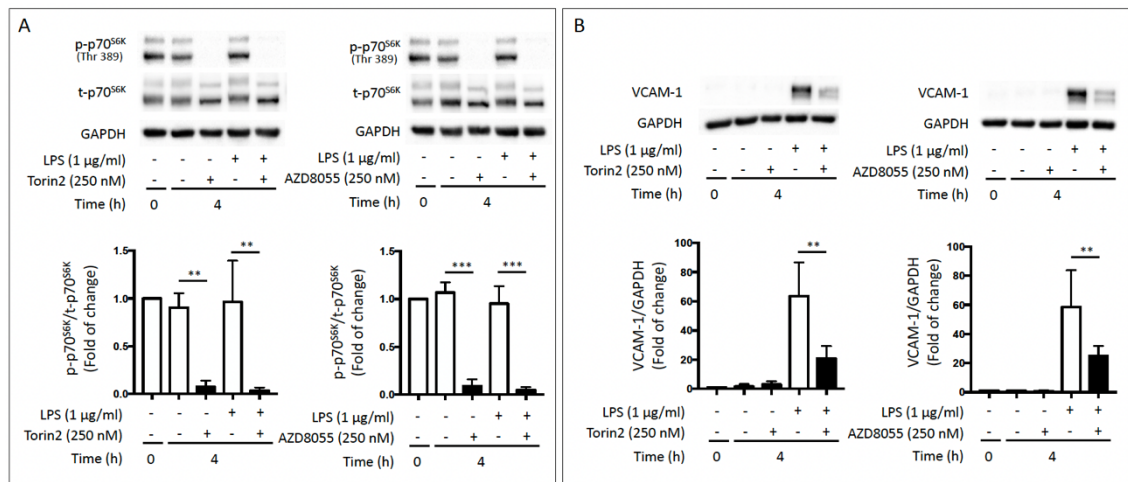 A
p-p70S6K
(Thr 389)
t-p70S6K
GAPDH
LPS (1 µg/ml) - - - + +
Torin2 (250 nM) - - + - +
Time (h) 0 4
p-p70S6K
(Thr 389)
t-p70S6K
GAPDH
LPS (1 µg/ml) - - - + +
AZD8055 (250 nM) - - + - +
Time (h) 0 4
p-p70S6K/t-p70S6K
(Fold of change)
1.5
1.0
0.5
0.0
** **
LPS (1 µg/ml) - - - + +
Torin2 (250 nM) - - + - +
Time (h) 0 4
p-p70S6K/t-p70S6K
(Fold of change)
1.5
1.0
0.5
0.0
*** ***
LPS (1 µg/ml) - - - + +
AZD8055 (250 nM) - - + - +
Time (h) 0 4
B
VCAM-1
GAPDH
LPS (1 µg/ml) - - - + +
Torin2 (250 nM) - - + - +
Time (h) 0 4
VCAM-1
GAPDH
LPS (1 µg/ml) - - - + +
AZD8055 (250 nM) - - + - +
Time (h) 0 4
VCAM-1/GAPDH
(Fold of change)
100
80
60
40
20
0
**
LPS (1 µg/ml) - - - + +
Torin2 (250 nM) - - + - +
Time (h) 0 4
VCAM-1/GAPDH
(Fold of change)
100
80
60
40
20
0
**
LPS (1 µg/ml) - - - + +
AZD8055 (250 nM) - - + - +
Time (h) 0 4